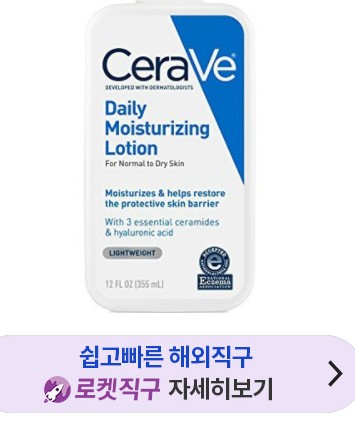 CeraVe
DEVELOPED WITH DERMATOLOGISTS
Daily
Moisturizing
Lotion
For Normal to Dry Skin
Moisturizes & helps restore
the protective skin barrier
With 3 essential ceramides
& hyaluronic acid
LIGHTWEIGHT
ACCEPTED
NATIONAL
Eczema
ASSOCIATION
12 FL OZ (355 mL)
쉽고빠른 해외직구
로켓직구 자세히보기